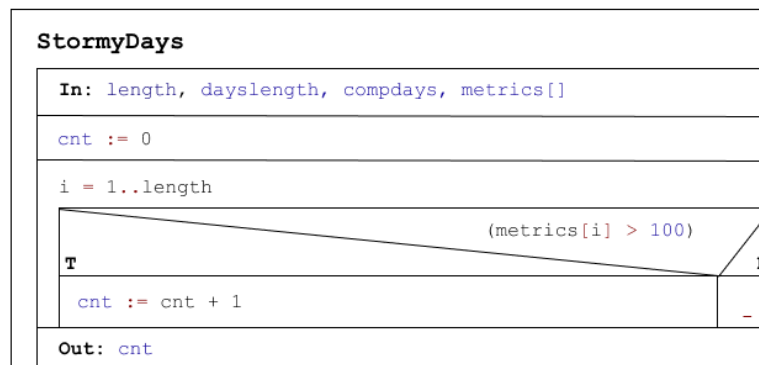 StormyDays
In: length, dayslength, compdays, metrics[]
cnt := 0
i = 1..length
(metrics[i] > 100)
T
cnt := cnt + 1
-
Out: cnt